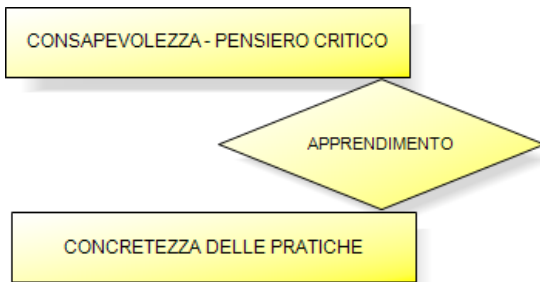 CONSAPEVOLEZZA - PENSIERO CRITICO
APPRENDIMENTO
CONCRETEZZA DELLE PRATICHE